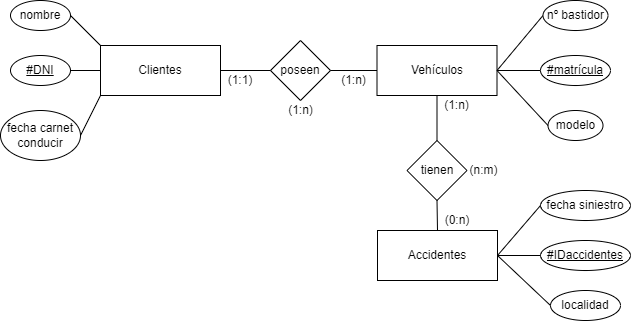 nombre
nº bastidor
#DNI
Clientes
poseen
Vehículos
#matrícula
(1:1)
(1:n)
(1:n)
(1:n)
fecha carnet
conducir
modelo
tienen
(n:m)
fecha siniestro
(0:n)
Accidentes
#IDaccidentes
localidad